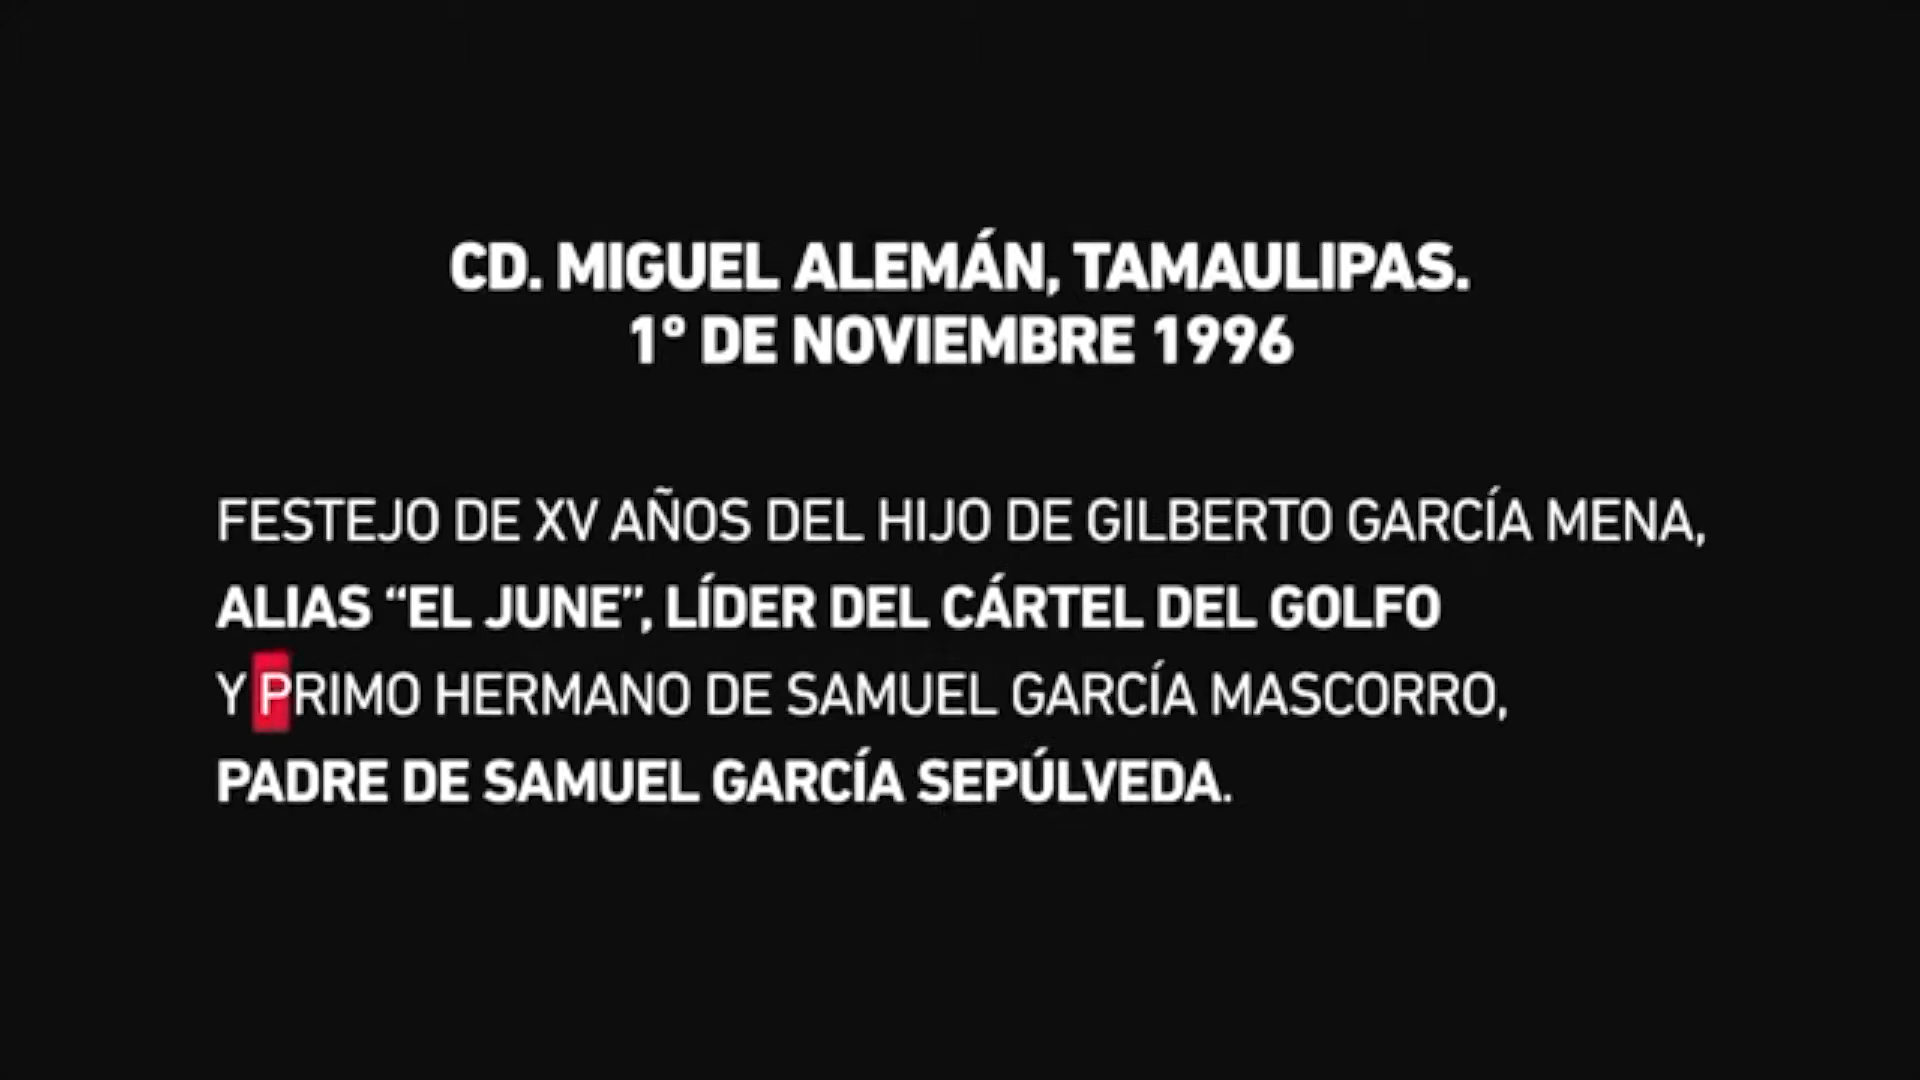 CD. MIGUEL ALEMÁN, TAMAULIPAS.
1º DE NOVIEMBRE 1996
FESTEJO DE XV AÑOS DEL HIJO DE GILBERTO GARCÍA MENA,
ALIAS “EL JUNE”, LÍDER DEL CÁRTEL DEL GOLFO
Y PRIMO HERMANO DE SAMUEL GARCÍA MASCORRO,
PADRE DE SAMUEL GARCÍA SEPÚLVEDA.